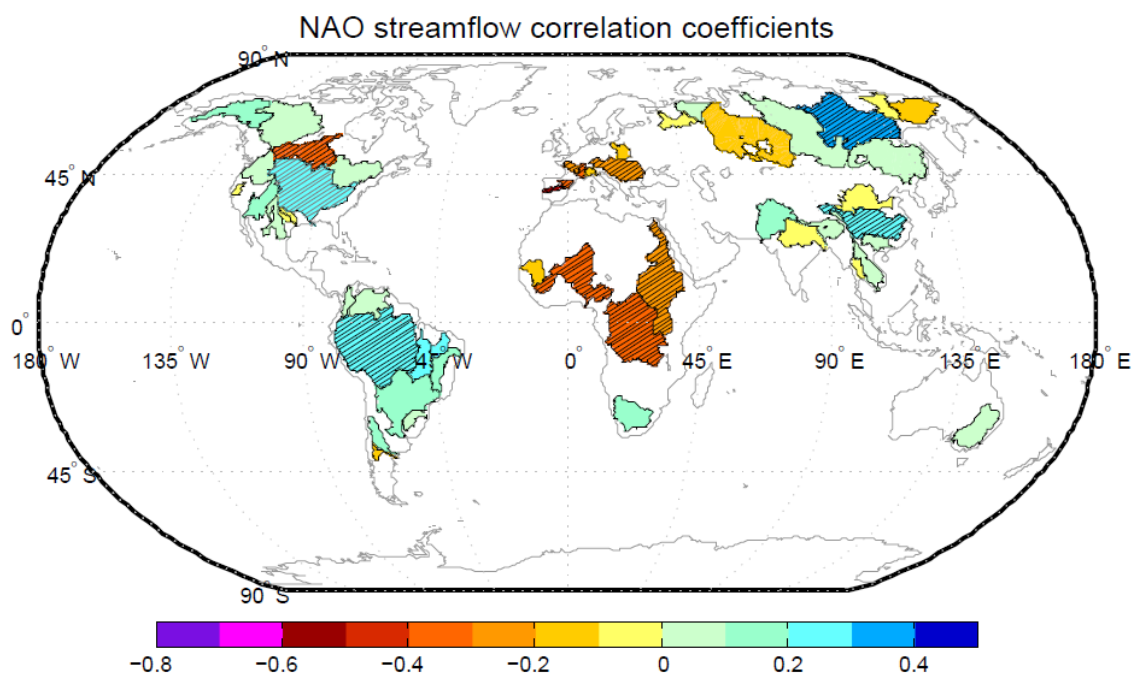 NAO streamflow correlation coefficients
90° N
45° N
0°
180° W 135° W 90° W 45° W 0° 45° E 90° E 135° E 180° E
45° S
90° S
−0.8 −0.6 −0.4 −0.2 0 0.2 0.4